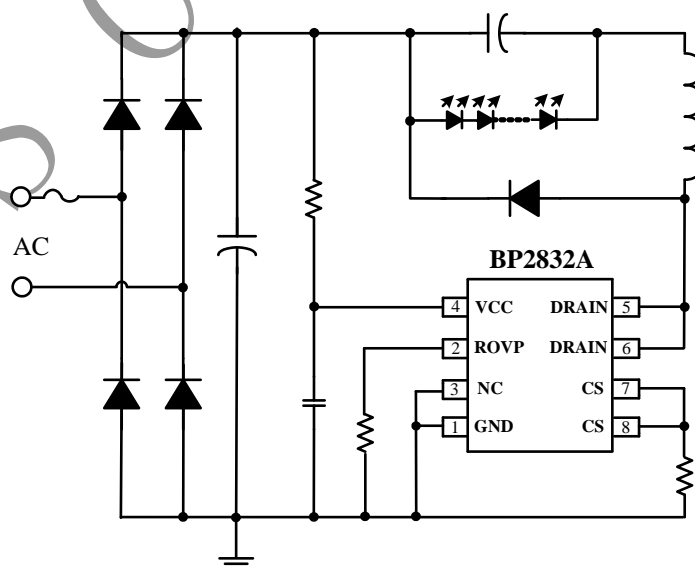 AC
BP2832A
4 VCC DRAIN 5
2 ROVP DRAIN 6
3 NC CS 7
1 GND CS 8